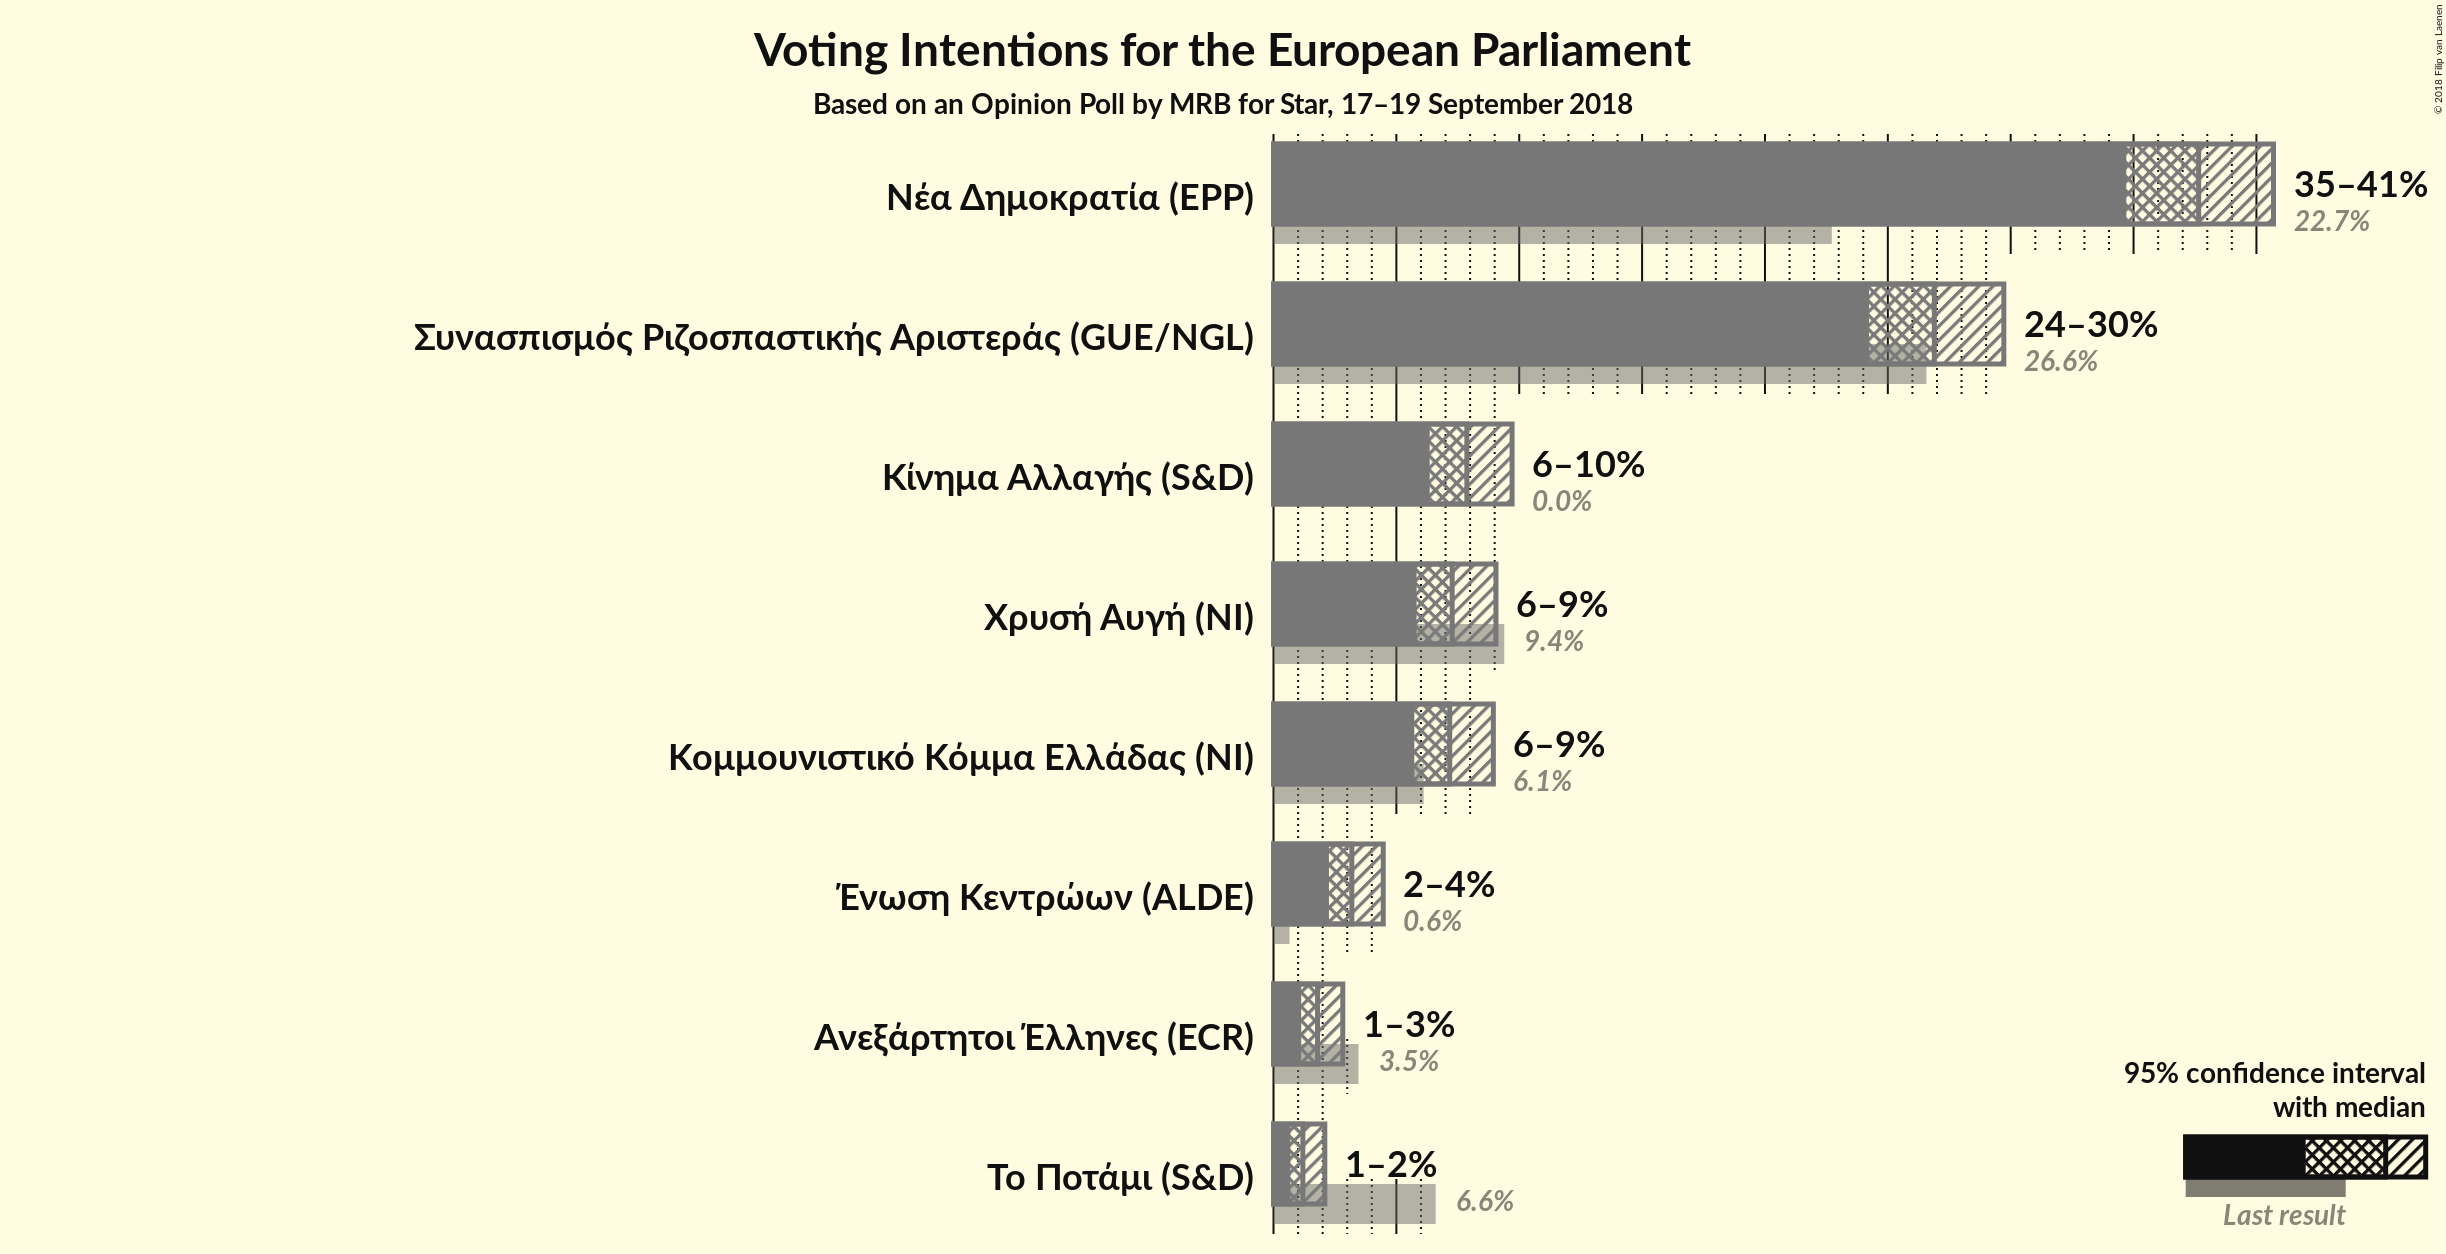 Voting Intentions for the European Parliament
Based on an Opinion Poll by MRB for Star, 17–19 September 2018
© 2018 Filip van Laenen
Νέα Δημοκρατία (EPP)
35–41%
22.7%
Συνασπισμός Ριζοσπαστικής Αριστεράς (GUE/NGL)
24–30%
26.6%
Κίνημα Αλλαγής (S&D)
6–10%
0.0%
Χρυσή Αυγή (NI)
6–9%
9.4%
Κομμουνιστικό Κόμμα Ελλάδας (NI)
6–9%
6.1%
Ένωση Κεντρώων (ALDE)
2–4%
0.6%
Ανεξάρτητοι Έλληνες (ECR)
1–3%
3.5%
Το Ποτάμι (S&D)
1–2%
6.6%
95% confidence interval
with median
Last result